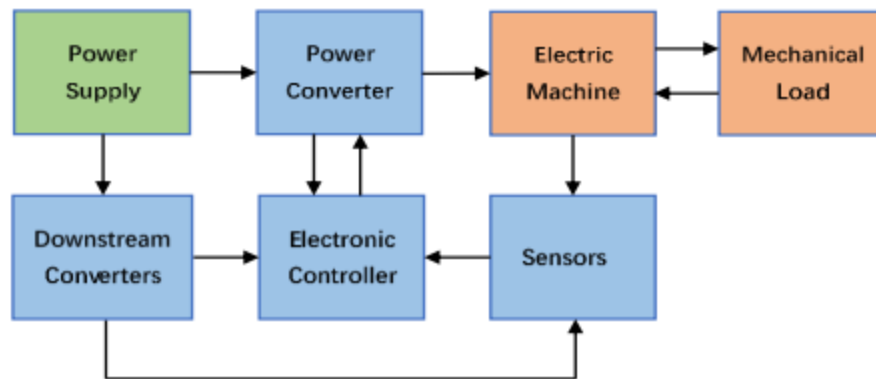 Power
Supply
Power
Converter
Electric
Machine
Mechanical
Load
Downstream
Converters
Electronic
Controller
Sensors